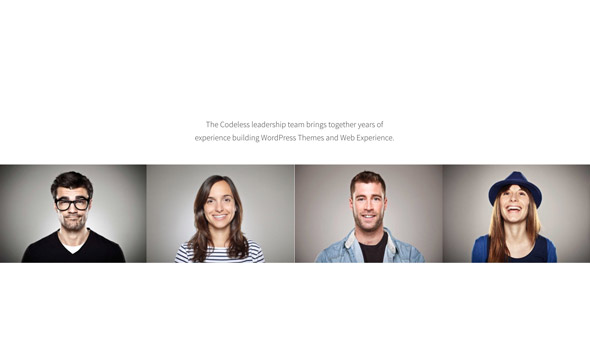 The Codeless leadership team brings together years of
experience building WordPress Themes and Web Experience.